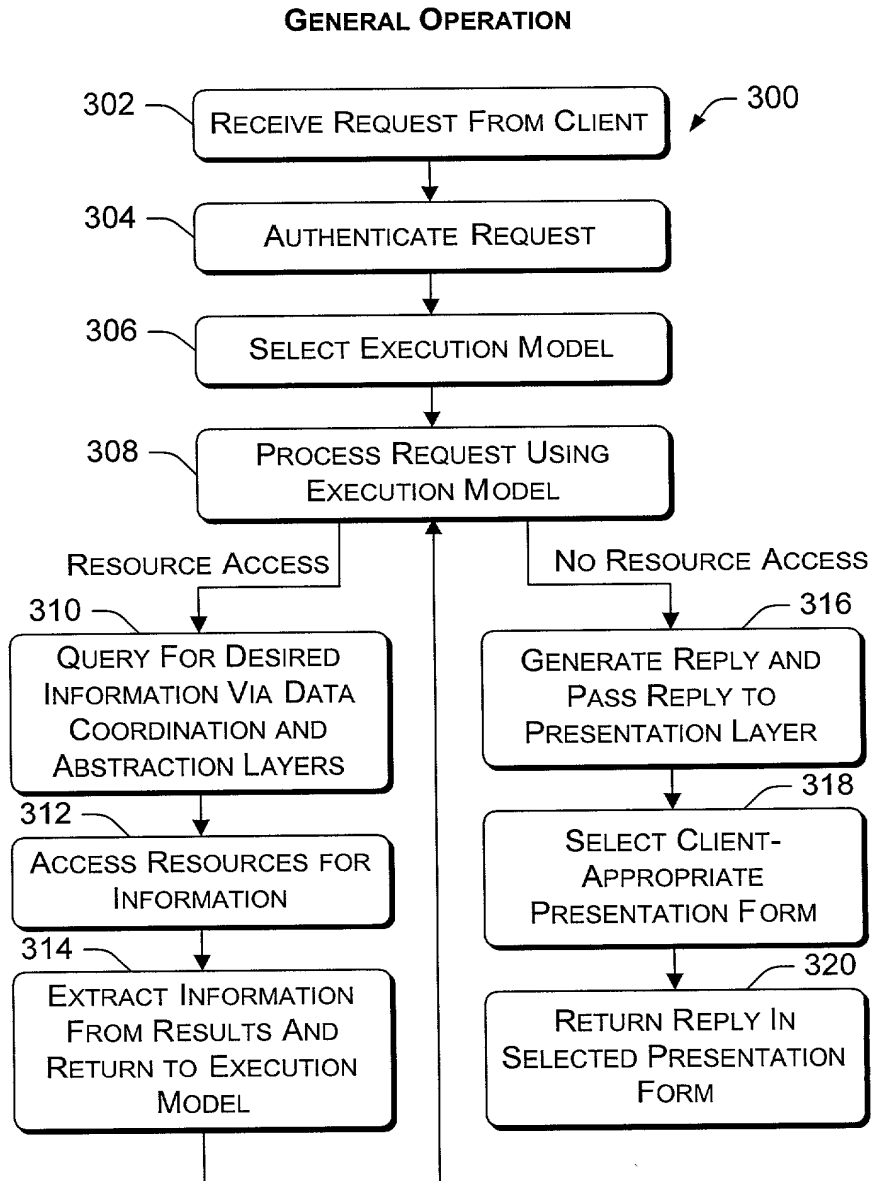 GENERAL OPERATION
302
RECEIVE REQUEST FROM CLIENT
300
304
AUTHENTICATE REQUEST
306
SELECT EXECUTION MODEL
308
PROCESS REQUEST USING
EXECUTION MODEL
RESOURCE ACCESS
NO RESOURCE ACCESS
310
QUERY FOR DESIRED
INFORMATION VIA DATA
COORDINATION AND
ABSTRACTION LAYERS
312
ACCESS RESOURCES FOR
INFORMATION
314
EXTRACT INFORMATION
FROM RESULTS AND
RETURN TO EXECUTION
MODEL
316
GENERATE REPLY AND
PASS REPLY TO
PRESENTATION LAYER
318
SELECT CLIENT-
APPROPRIATE
PRESENTATION FORM
320
RETURN REPLY IN
SELECTED PRESENTATION
FORM